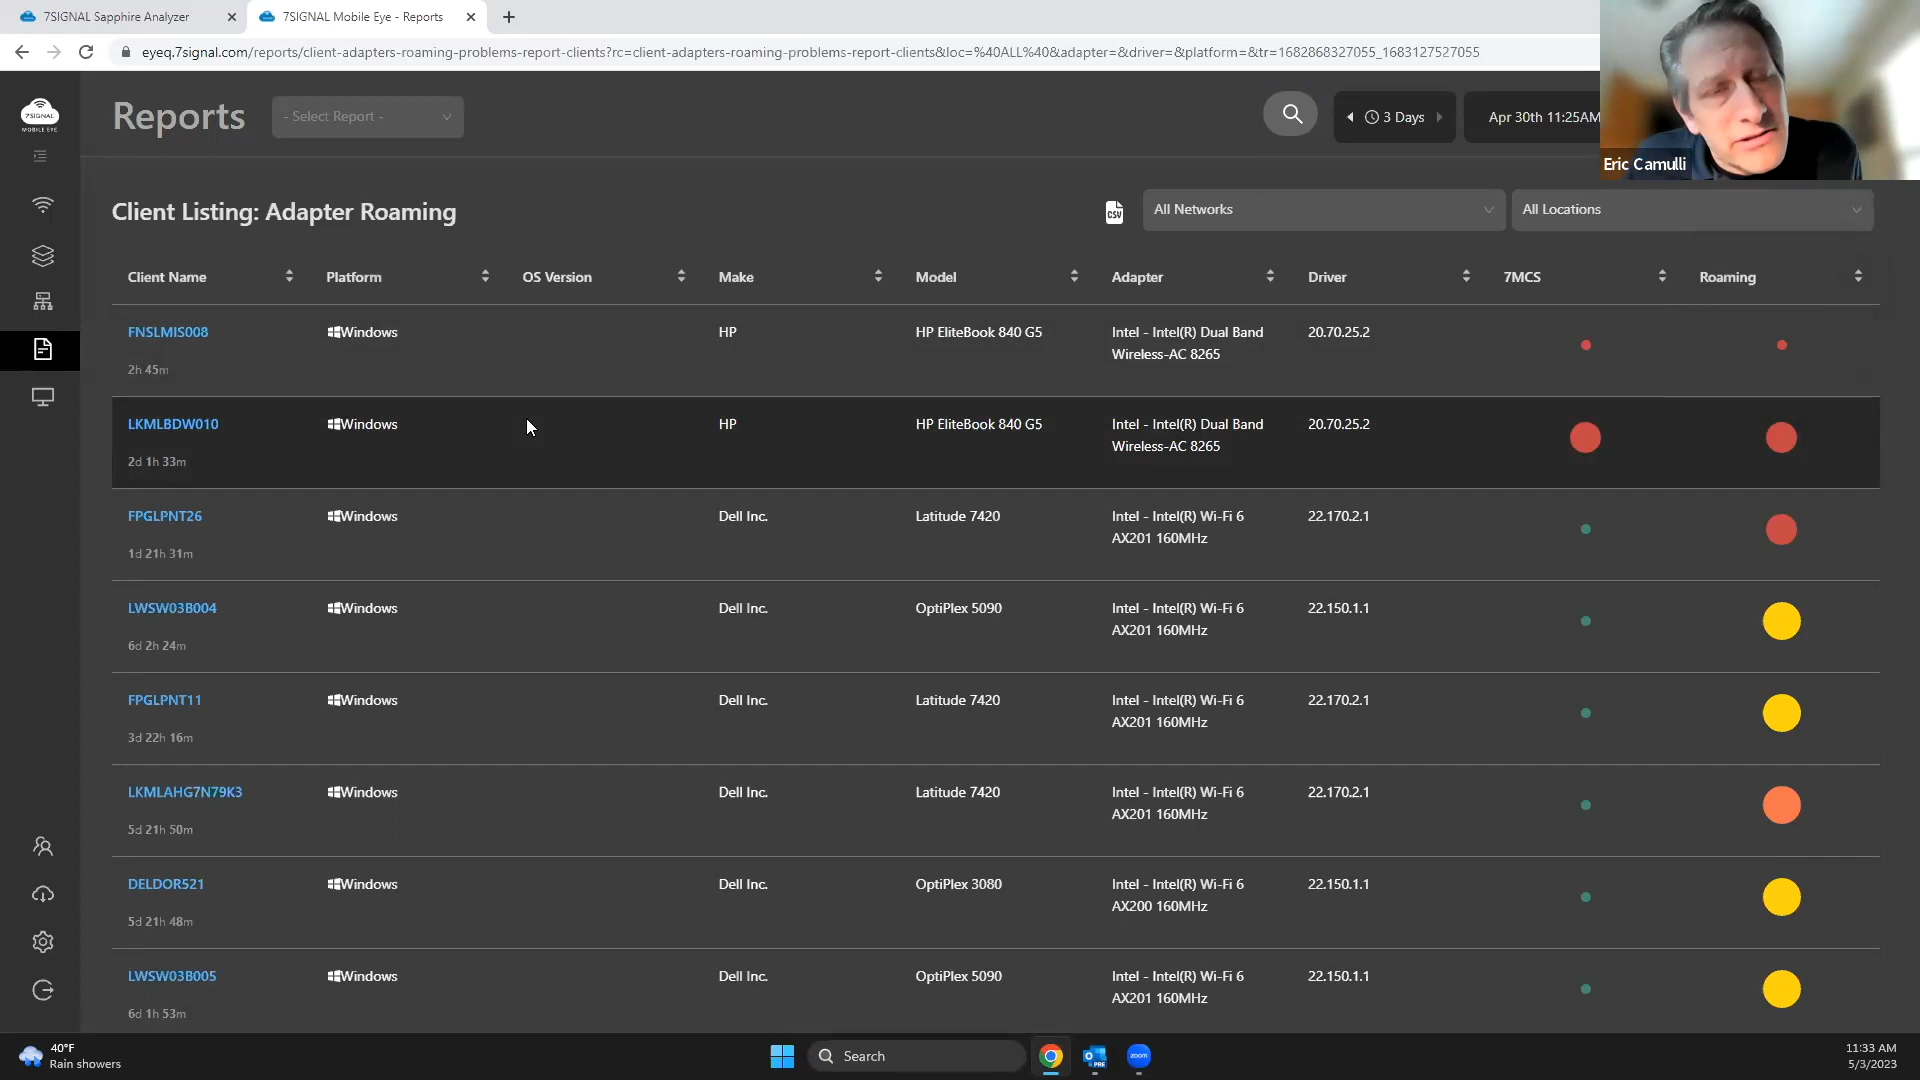 7SIGNAL Sapphire Analyzer
7SIGNAL Mobile Eye - Reports
eyeq.7signal.com/reports/client-adapters-roaming-problems-report-clients?rc=client-adapters-roaming-problems-report-clients&loc=%40ALL%40&adapter=&driver=&platform=&tr=1682868327055_1683127527055
7SIGNAL
MOBILE EYE
Reports
- Select Report -
3 Days
Apr 30th 11:25AM
Eric Camulli
Client Listing: Adapter Roaming
CSV
All Networks
All Locations
Client Name Platform OS Version Make Model Adapter Driver 7MCS Roaming
FNSLMIS008 Windows HP HP EliteBook 840 G5 Intel - Intel(R) Dual Band 20.70.25.2
Wireless-AC 8265
2h 45m
LKMLBDW010 Windows HP HP EliteBook 840 G5 Intel - Intel(R) Dual Band 20.70.25.2
Wireless-AC 8265
2d 1h 33m
FPGLPNT26 Windows Dell Inc. Latitude 7420 Intel - Intel(R) Wi-Fi 6 22.170.2.1
AX201 160MHz
1d 21h 31m
LWSW03B004 Windows Dell Inc. OptiPlex 5090 Intel - Intel(R) Wi-Fi 6 22.150.1.1
AX201 160MHz
6d 2h 24m
FPGLPNT11 Windows Dell Inc. Latitude 7420 Intel - Intel(R) Wi-Fi 6 22.170.2.1
AX201 160MHz
3d 22h 16m
LKMLAHG7N79K3 Windows Dell Inc. Latitude 7420 Intel - Intel(R) Wi-Fi 6 22.170.2.1
AX201 160MHz
5d 21h 50m
DELDOR521 Windows Dell Inc. OptiPlex 3080 Intel - Intel(R) Wi-Fi 6 22.150.1.1
AX200 160MHz
5d 21h 48m
LWSW03B005 Windows Dell Inc. OptiPlex 5090 Intel - Intel(R) Wi-Fi 6 22.150.1.1
AX201 160MHz
6d 1h 53m
40°F
Rain showers
Search
PRE
zoom
11:33 AM
5/3/2023